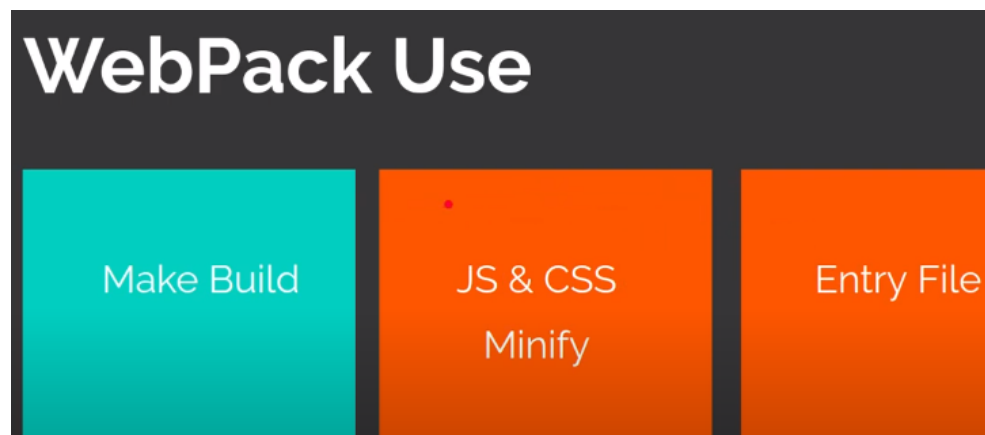 WebPack Use
Make Build
JS & CSS
Minify
Entry File